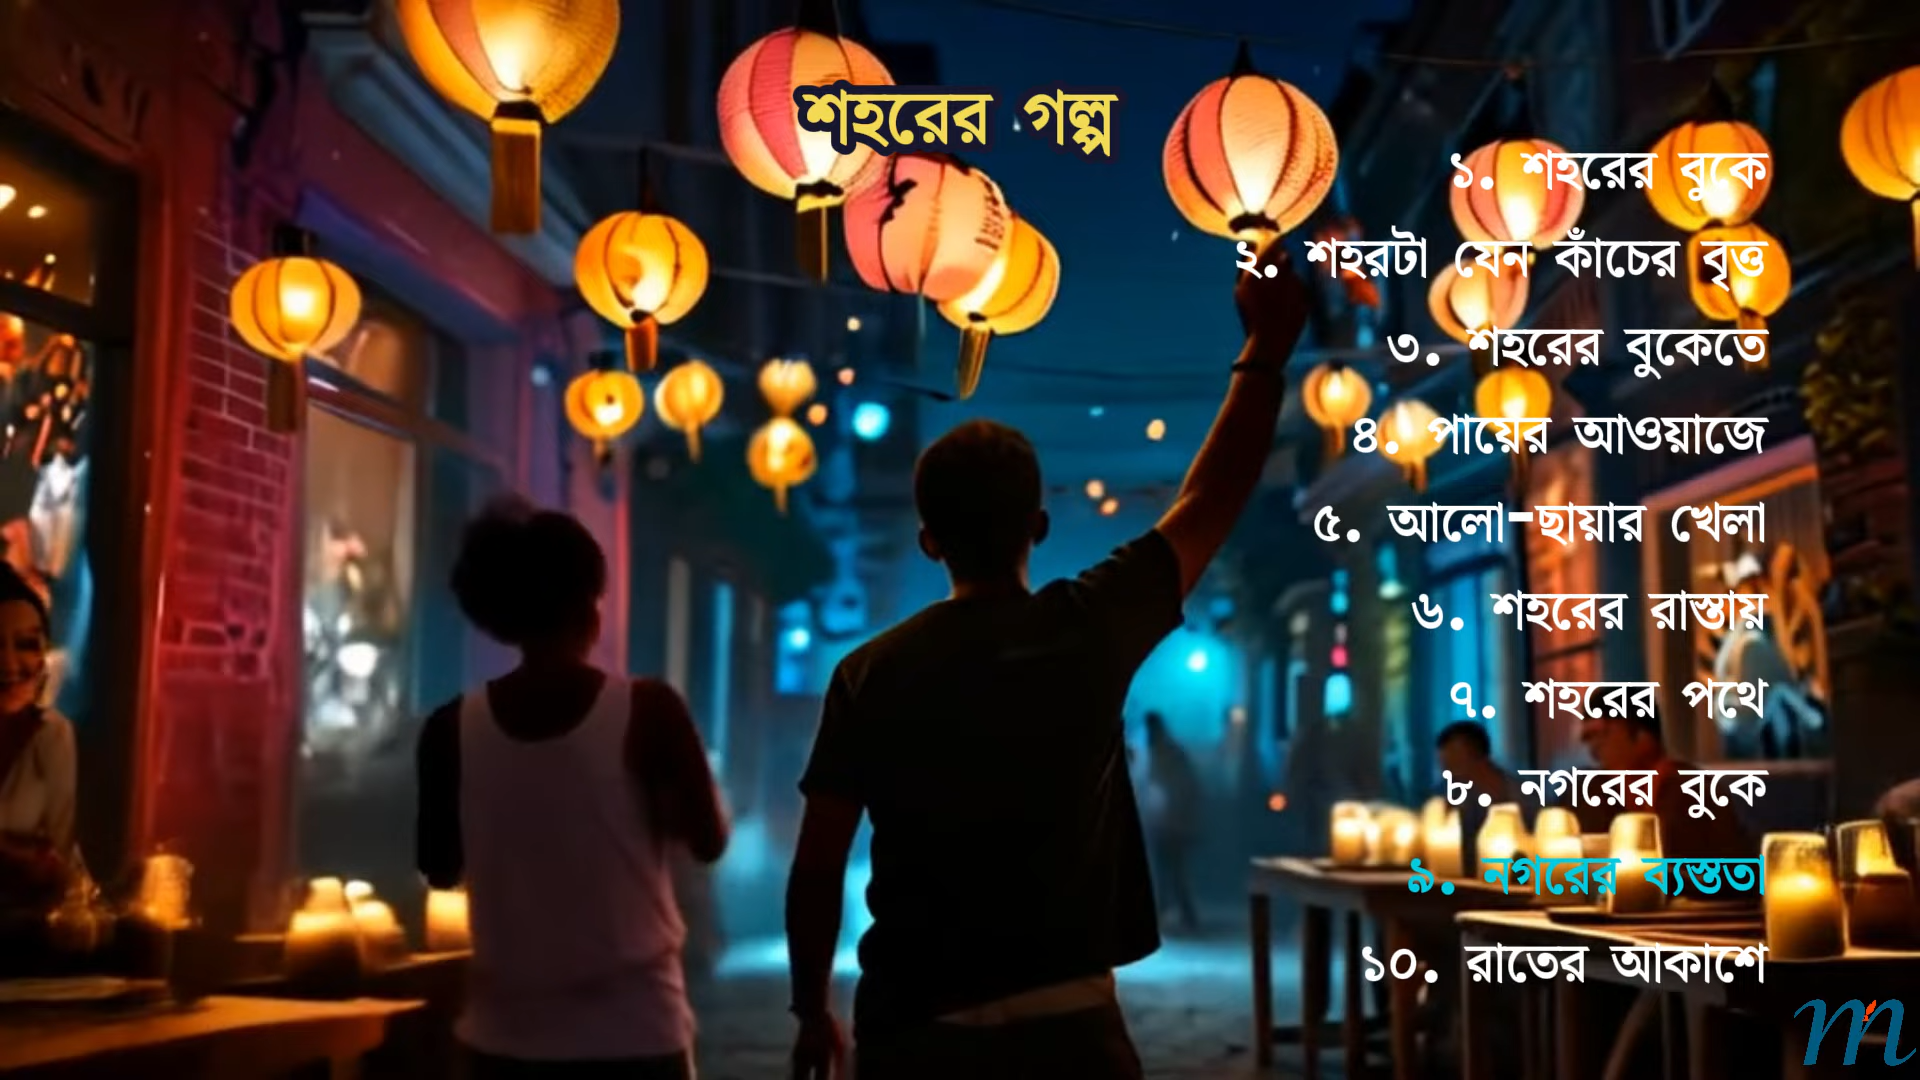 শহরের গল্প
১. শহরের বুকে
২. শহরটা যেন কাঁচের বৃত্ত
৩. শহরের বুকেতে
৪. পায়ের আওয়াজে
৫. আলো-ছায়ার খেলা
৬. শহরের রাস্তায়
৭. শহরের পথে
৮. নগরের বুকে
৯. নগরের ব্যস্ততা
১০. রাতের আকাশে
m